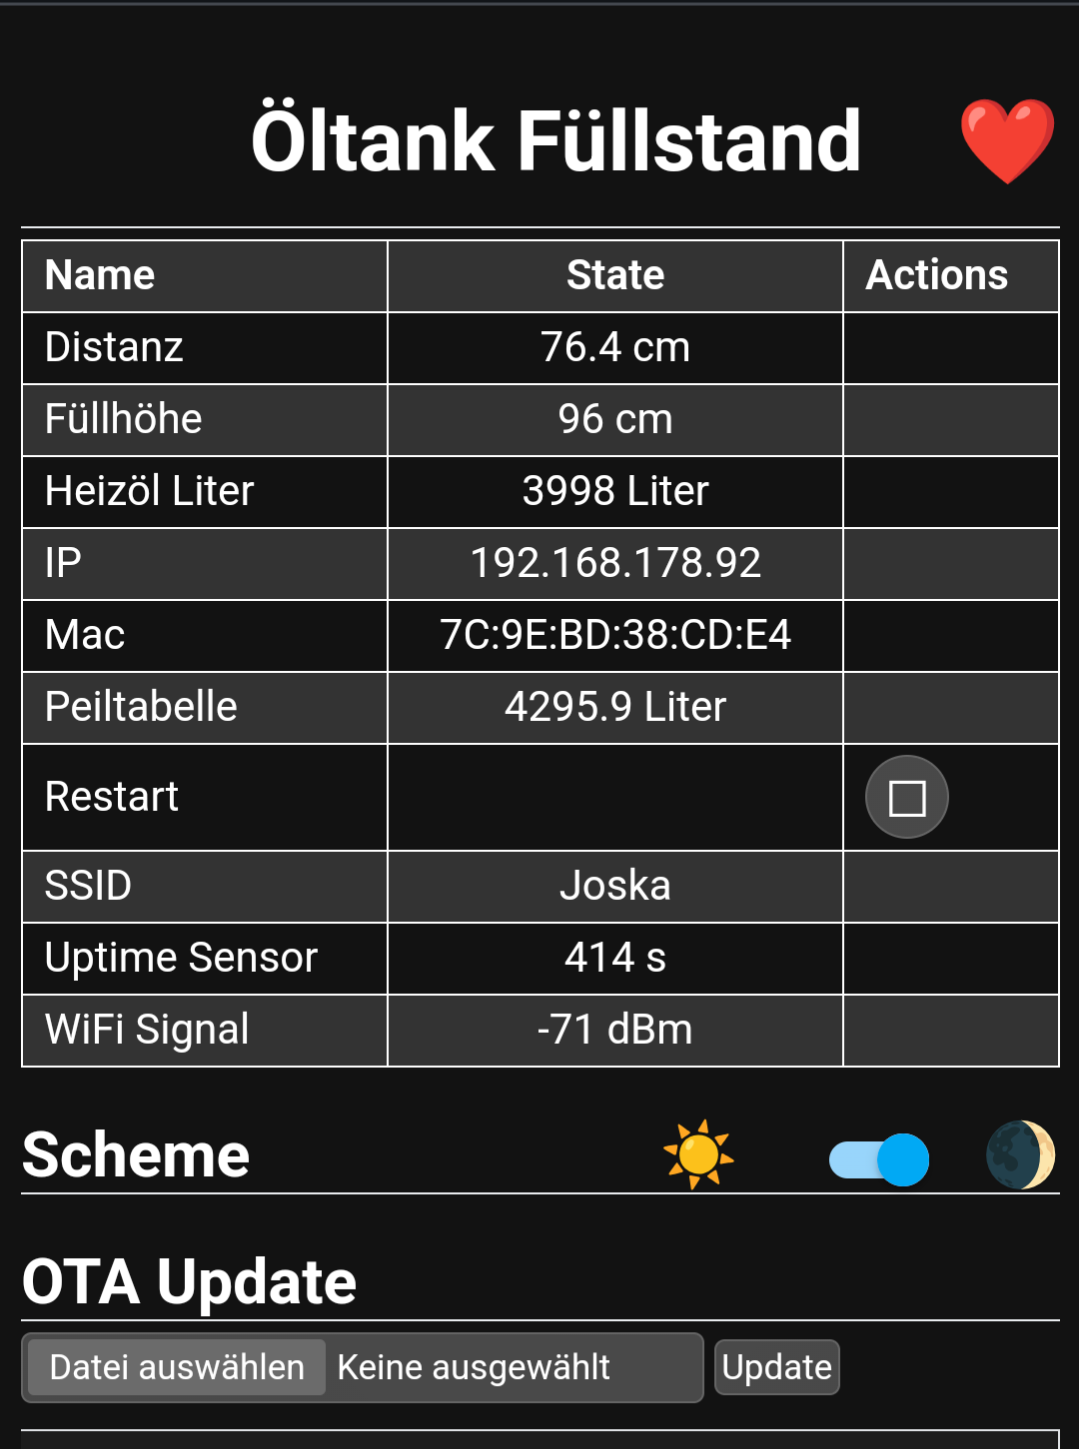 Öltank Füllstand
Name State Actions
Distanz 76.4 cm
Füllhöhe 96 cm
Heizöl Liter 3998 Liter
IP 192.168.178.92
Mac 7C:9E:BD:38:CD:E4
Peiltabelle 4295.9 Liter
Restart
SSID Joska
Uptime Sensor 414 s
WiFi Signal -71 dBm
Scheme
OTA Update
Datei auswählen Keine ausgewählt Update